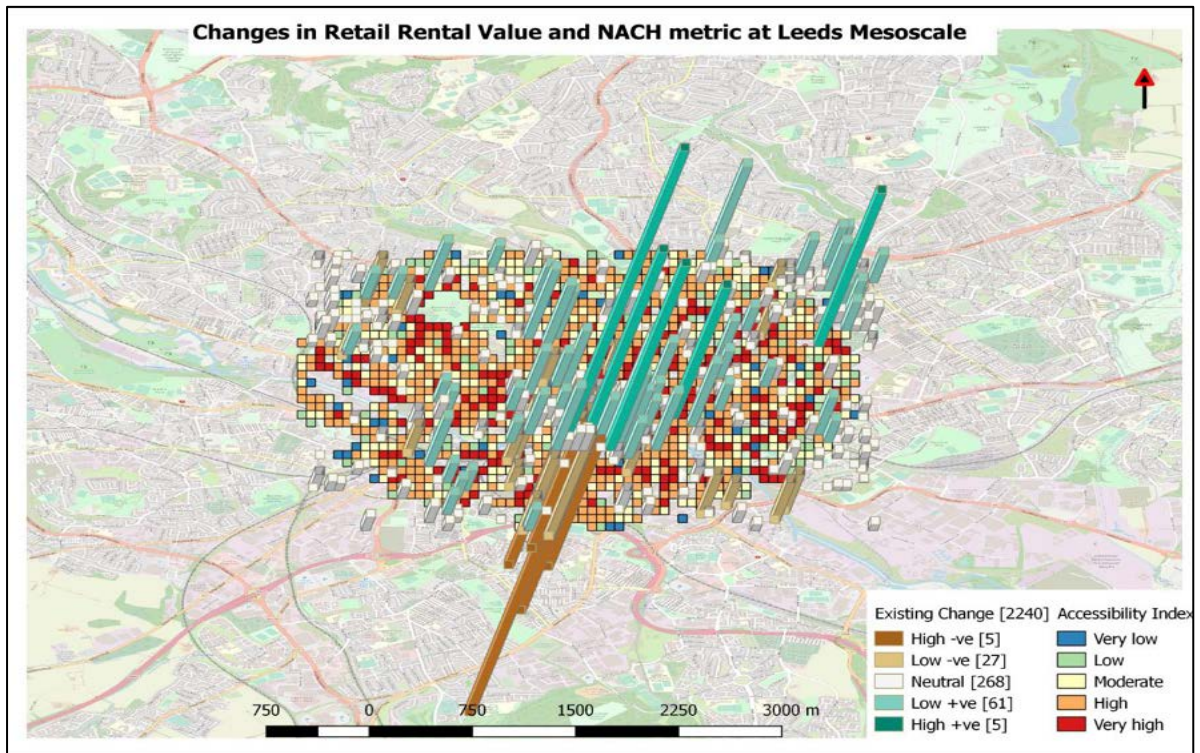 Changes in Retail Rental Value and NACH metric at Leeds Mesoscale
Existing Change [2240] Accessibility Index
High -ve [5] Very low
Low -ve [27] Low
Neutral [268] Moderate
Low +ve [61] High
High +ve [5] Very high
750 0 750 1500 2250 3000 m